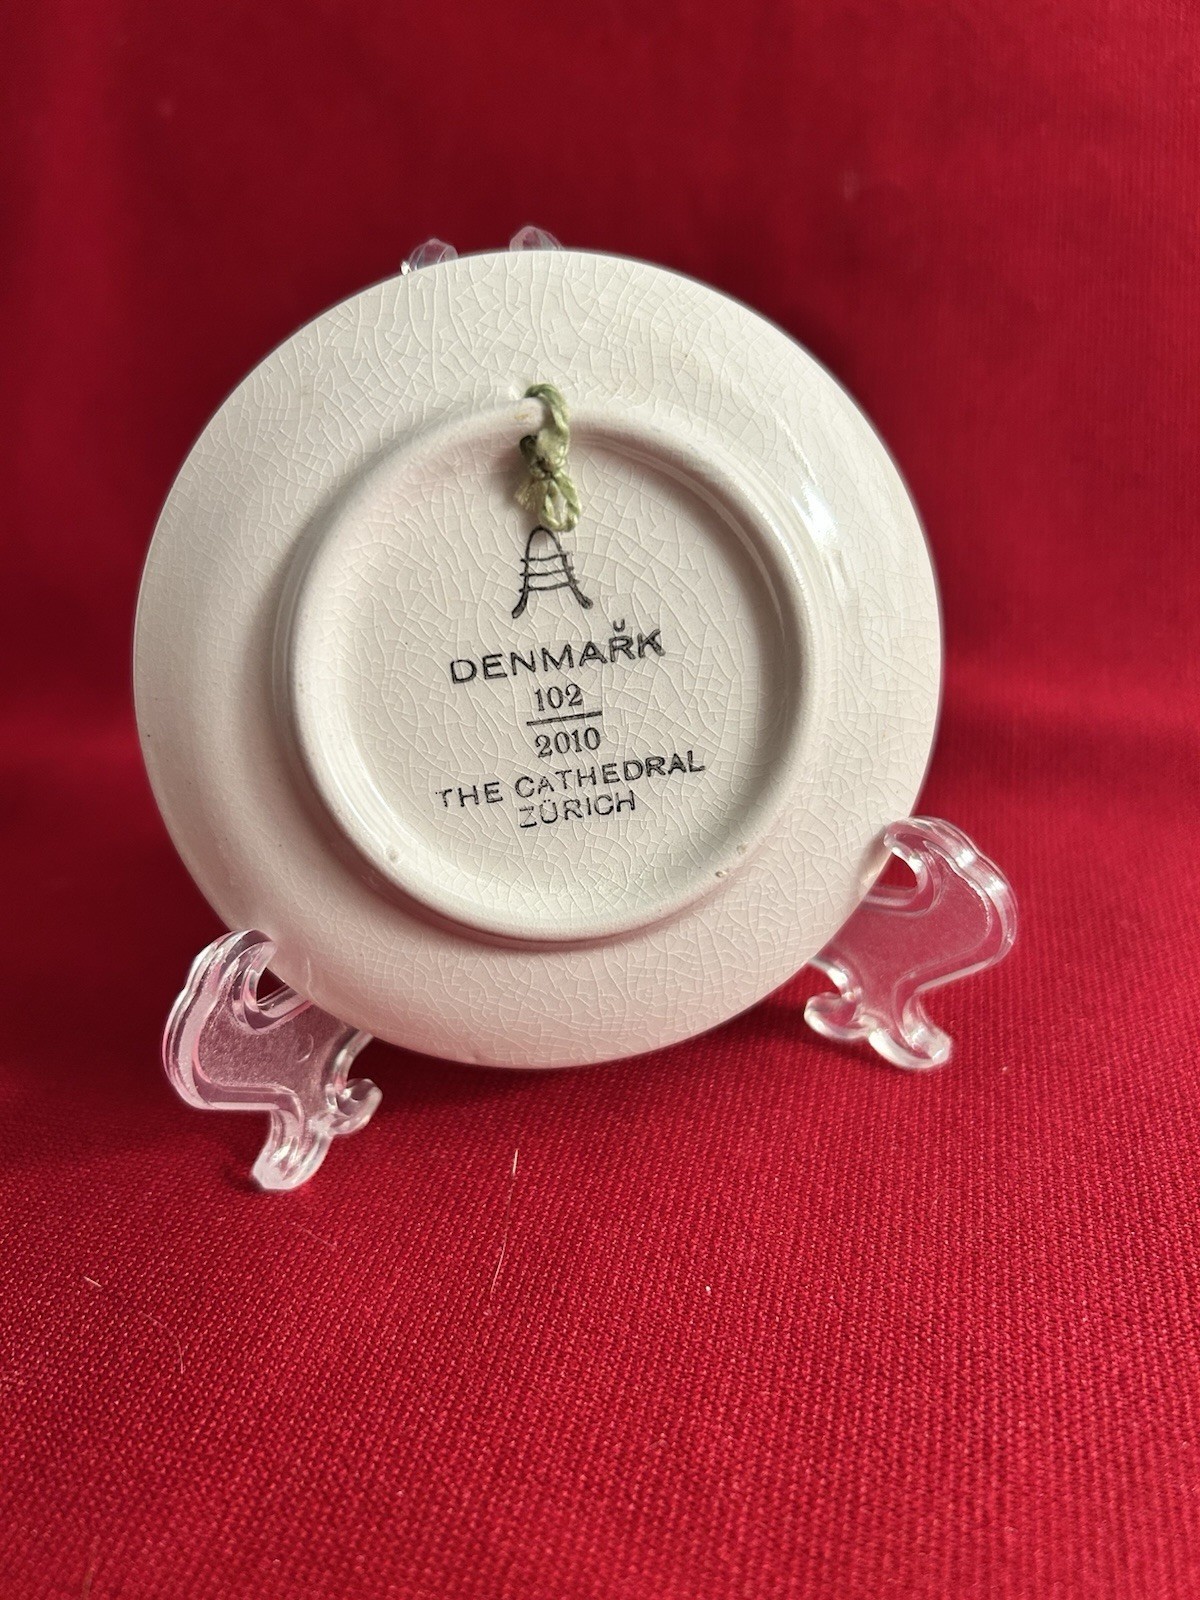 DENMARK
102
2010
THE CATHEDRAL
ZÜRICH